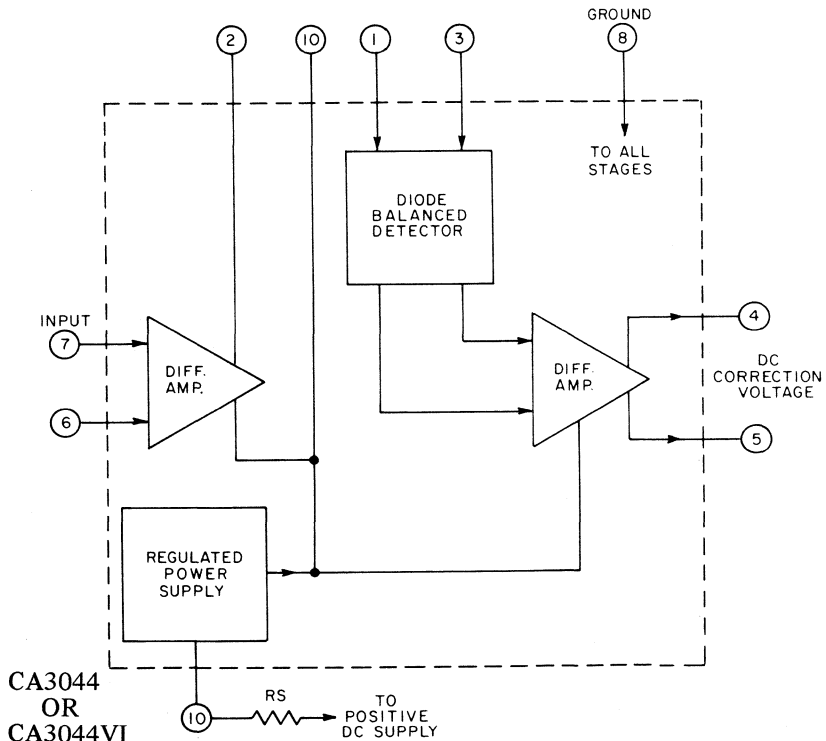 GROUND
2
10
1
3
8
TO ALL
STAGES
DIODE
BALANCED
DETECTOR
INPUT
7
DIFF.
AMP.
6
DIFF.
AMP.
4
DC
CORRECTION
VOLTAGE
5
REGULATED
POWER
SUPPLY
CA3044
OR
CA3044VI
10
RS
TO
POSITIVE
DC SUPPLY